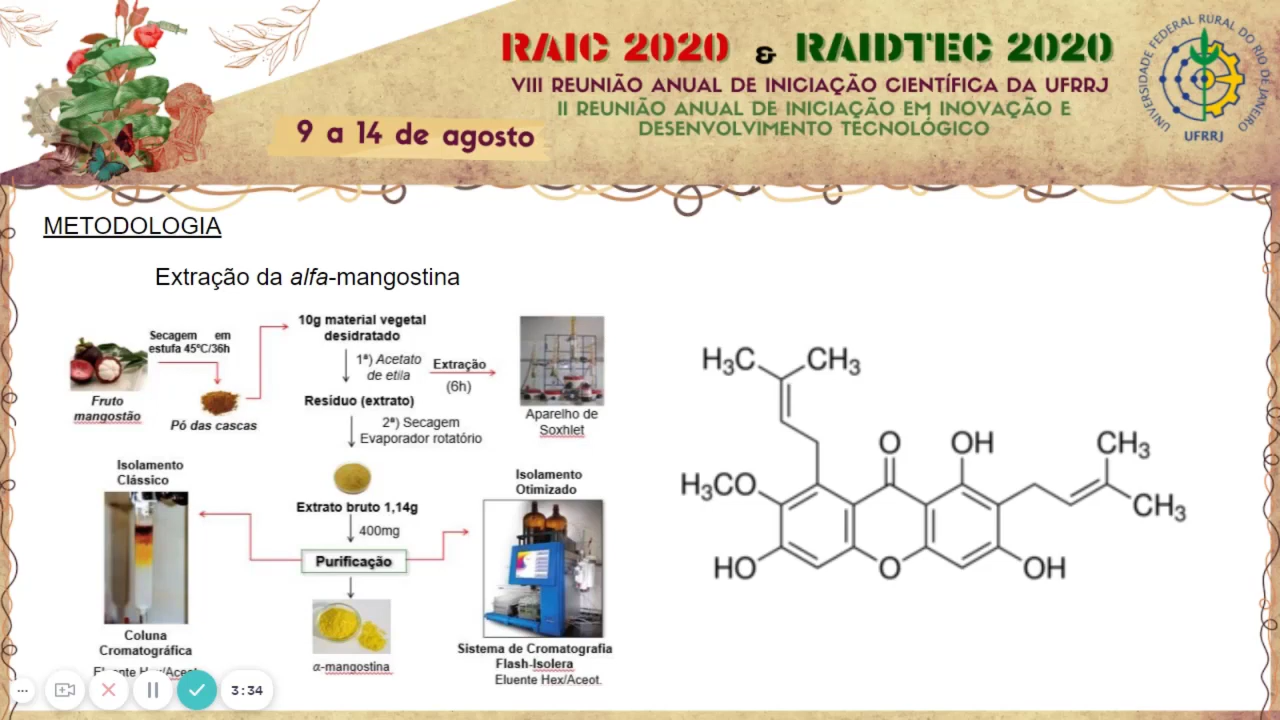 RAIC 2020 & RAIDTEC 2020
VIII REUNIÃO ANUAL DE INICIAÇÃO CIENTÍFICA DA UFRRJ
II REUNIÃO ANUAL DE INICIAÇÃO EM INOVAÇÃO E
DESENVOLVIMENTO TECNOLÓGICO
9 a 14 de agosto
UNIVERSIDADE FEDERAL RURAL DO RIO DE JANEIRO
UFRRJ
METODOLOGIA
Extração da alfa-mangostina
Fruto
mangostão
Secagem em
estufa 45ºC/36h
Pó das cascas
10g material vegetal
desidratado
1ª) Acetato
de etila
Extração
(6h)
Aparelho de
Soxhlet
Resíduo (extrato)
2ª) Secagem
Evaporador rotatório
Extrato bruto 1,14g
400mg
Purificação
Isolamento
Clássico
Coluna
Cromatográfica
Isolamento
Otimizado
Sistema de Cromatografia
Flash-Isolera
Eluente Hex/Aceot.
α-mangostina
H₃C
CH₃
O
OH
CH₃
H₃CO
CH₃
HO
O
OH
3:34